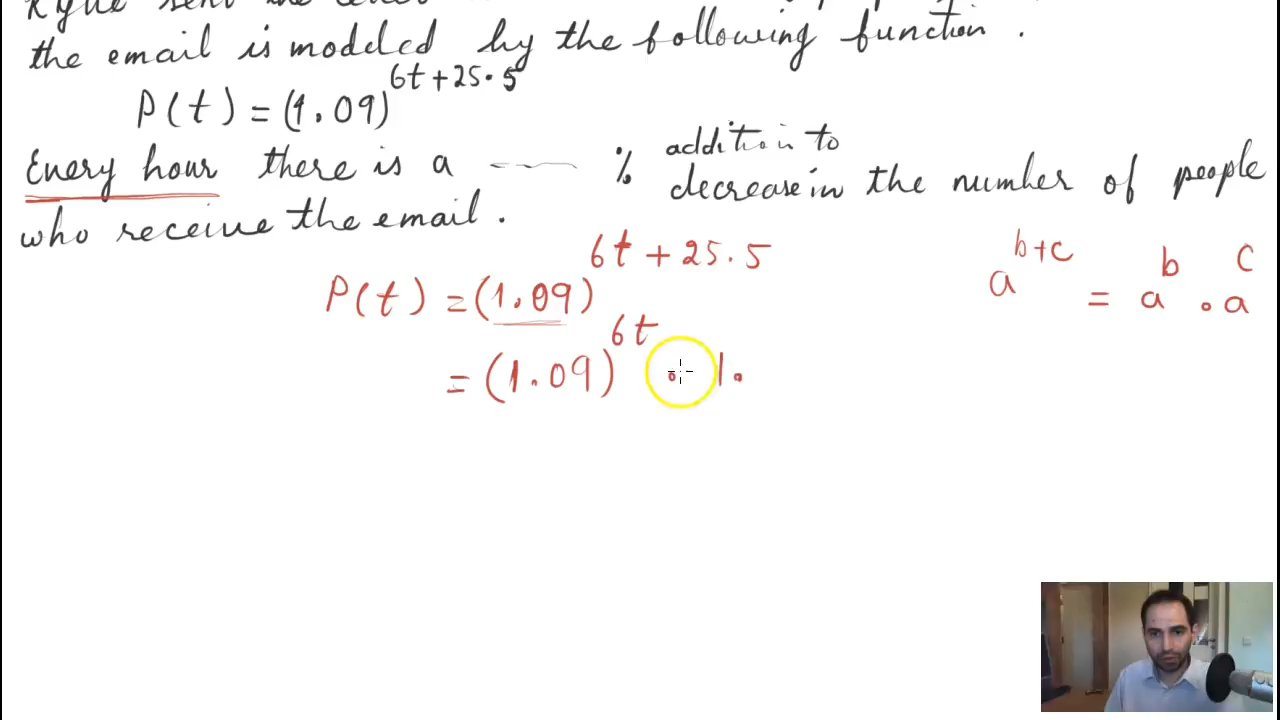 the email is modeled by the following function.
P(t) = (1.09)^6t+25.5
Every hour there is a ---- % addition to
decrease in the number of people
who receive the email.
P(t) = (1.09)^6t+25.5
a^b+c = a^b . a^c
= (1.09)^6t . 1.